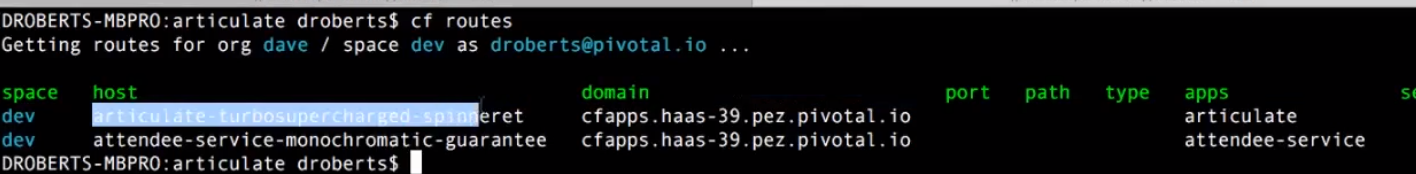 DROBERTS-MBPRO:articulate droberts$ cf routes
Getting routes for org dave / space dev as droberts@pivotal.io ...
space host domain port path type apps se
dev articulate-turbosupercharged-spinneret cfapps.haas-39.pez.pivotal.io articulate
dev attendee-service-monochromatic-guarantee cfapps.haas-39.pez.pivotal.io attendee-service
DROBERTS-MBPRO:articulate droberts$